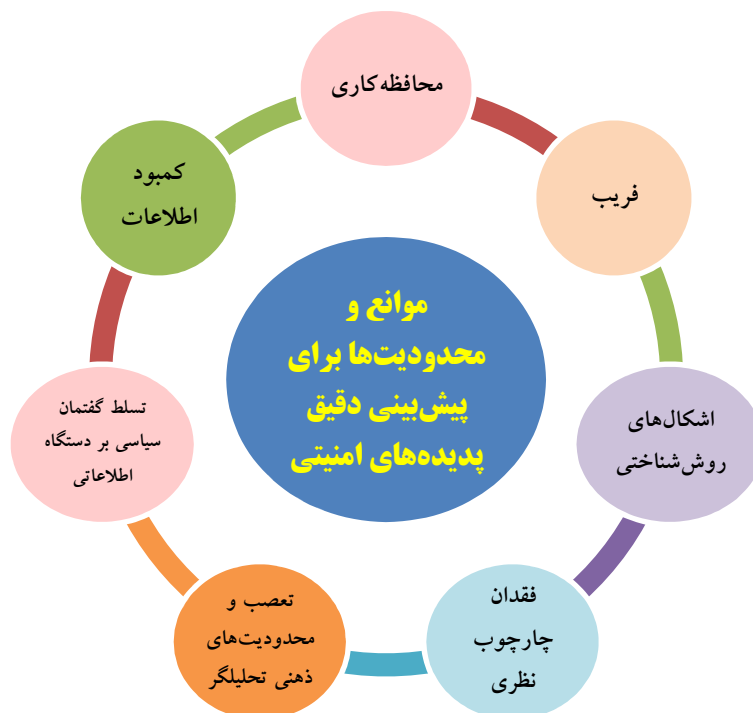 محافظه‌کاری
فریب
اشکال‌های
روش‌شناختی
فقدان
چارچوب
نظری
تعصب و
محدودیت‌های
ذهنی تحلیلگر
تسلط گفتمان
سیاسی بر دستگاه
اطلاعاتی
کمبود
اطلاعات
موانع و
محدودیت‌ها برای
پیش‌بینی دقیق
پدیده‌های امنیتی